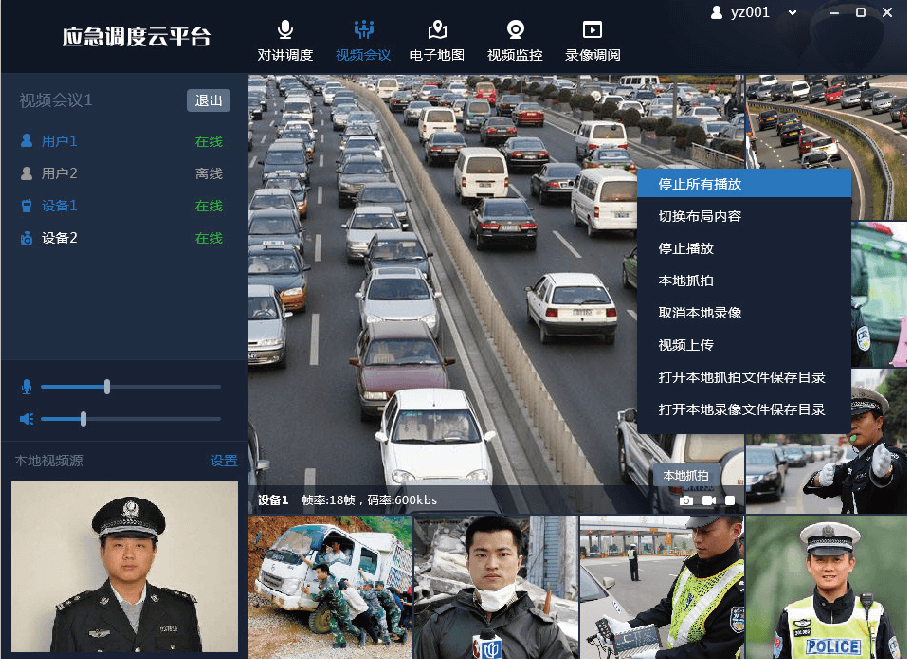 应急调度云平台
对讲调度
视频会议
电子地图
视频监控
录像调阅
yz001
视频会议1
退出
用户1
在线
用户2
离线
设备1
在线
设备2
在线
本地视频源
设置
停止所有播放
切换布局内容
停止播放
本地抓拍
取消本地录像
视频上传
打开本地抓拍文件保存目录
打开本地录像文件保存目录
本地抓拍
设备1 帧率:18帧，码率:600kbs
POLICE